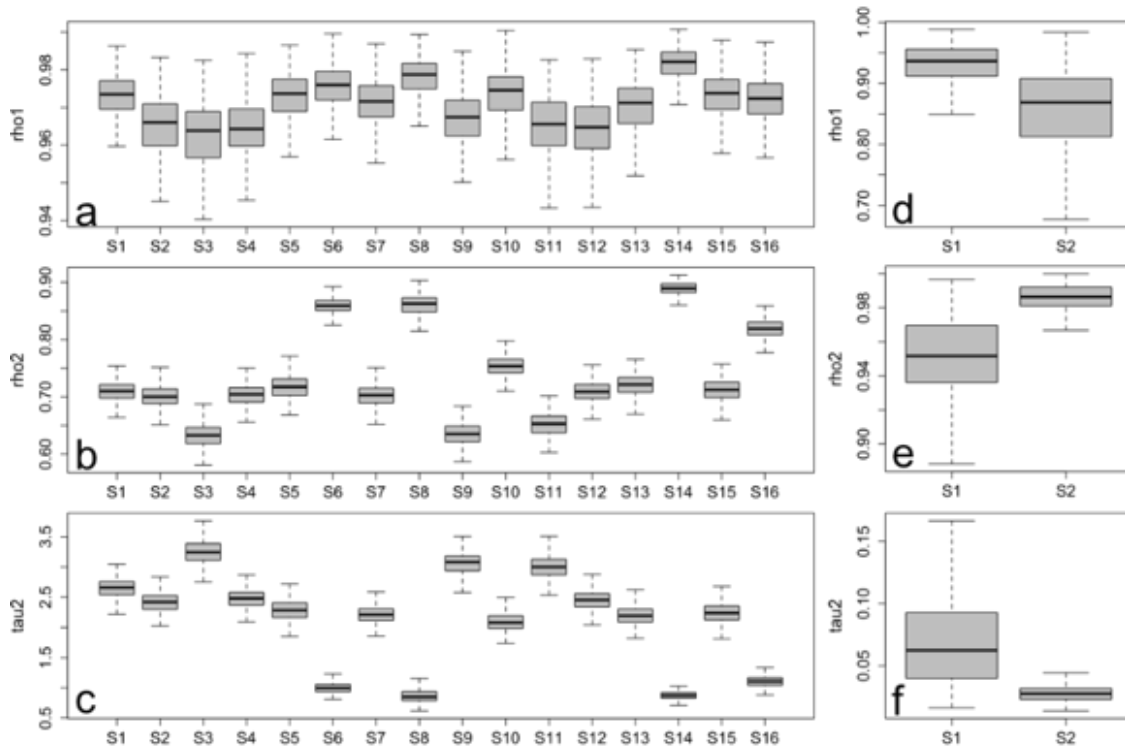 0.98
0.96
0.94
rho1
a
S1 S2 S3 S4 S5 S6 S7 S8 S9 S10 S11 S12 S13 S14 S15 S16
1.00
0.90
0.80
0.70
rho1
d
S1 S2
0.90
0.80
0.70
0.60
rho2
b
S1 S2 S3 S4 S5 S6 S7 S8 S9 S10 S11 S12 S13 S14 S15 S16
0.98
0.94
0.90
rho2
e
S1 S2
3.5
2.5
1.5
0.5
tau2
c
S1 S2 S3 S4 S5 S6 S7 S8 S9 S10 S11 S12 S13 S14 S15 S16
0.15
0.10
0.05
tau2
f
S1 S2